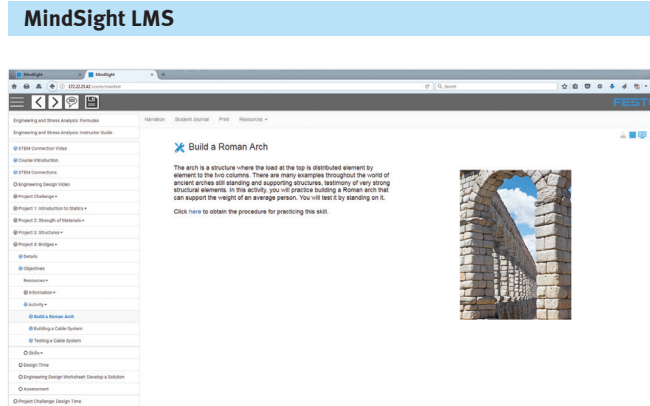 MindSight LMS
MindSight
MindSight
172.22.23.42/scorm/manifest
Search
FESTO
Engineering and Stress Analysis: Formulas
Engineering and Stress Analysis: Instructor Guide
STEM Connection Video
Course Introduction
STEM Connections
Engineering Design Video
Project Challenge
Project 1: Introduction to Statics
Project 2: Strength of Materials
Project 3: Structures
Project 4: Bridges
Details
Objectives
Resources
Information
Activity
Build a Roman Arch
Building a Cable System
Testing a Cable System
Skills
Design Time
Engineering Design Worksheet: Develop a Solution
Assessment
Project Challenge: Design Time
Narration Student Journal Print Resources
Build a Roman Arch
The arch is a structure where the load at the top is distributed element by
element to the two columns. There are many examples throughout the world of
ancient arches still standing and supporting structures, testimony of very strong
structural elements. In this activity, you will practice building a Roman arch that
can support the weight of an average person. You will test it by standing on it.
Click here to obtain the procedure for practicing this skill.